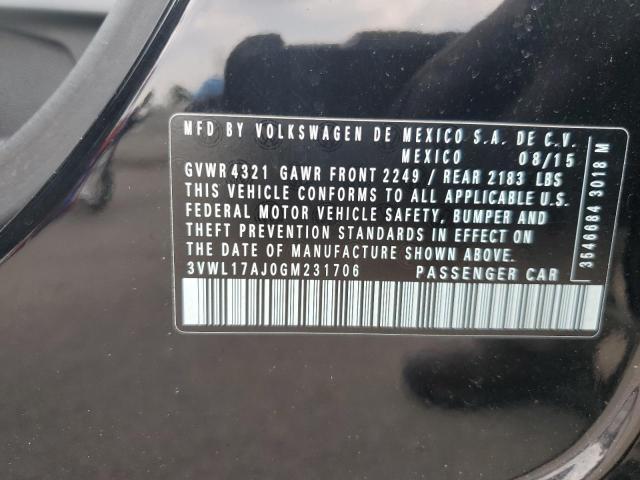 MFD BY VOLKSWAGEN DE MEXICO S.A. DE C.V.
MEXICO 08/15
GVWR 4321 GAWR FRONT 2249 / REAR 2183 LBS
THIS VEHICLE CONFORMS TO ALL APPLICABLE U.S.
FEDERAL MOTOR VEHICLE SAFETY, BUMPER AND
THEFT PREVENTION STANDARDS IN EFFECT ON
THE DATE OF MANUFACTURE SHOWN ABOVE.
3VWL17AJ0GM231706 PASSENGER CAR
3546684 3018 M